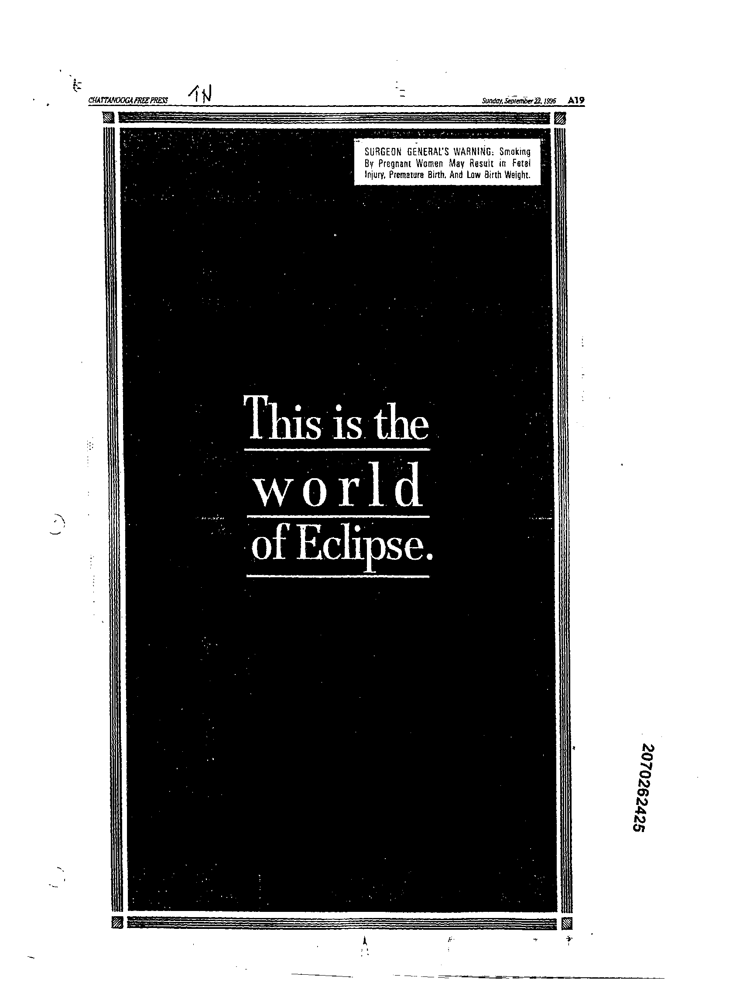 CHATTANOOGA FREE PRESS TN Sunday, September 22, 1996 A19
SURGEON GENERAL'S WARNING: Smoking
By Pregnant Women May Result in Fetal
Injury, Premature Birth, And Low Birth Weight.
This is the
world
of Eclipse.
2070262425